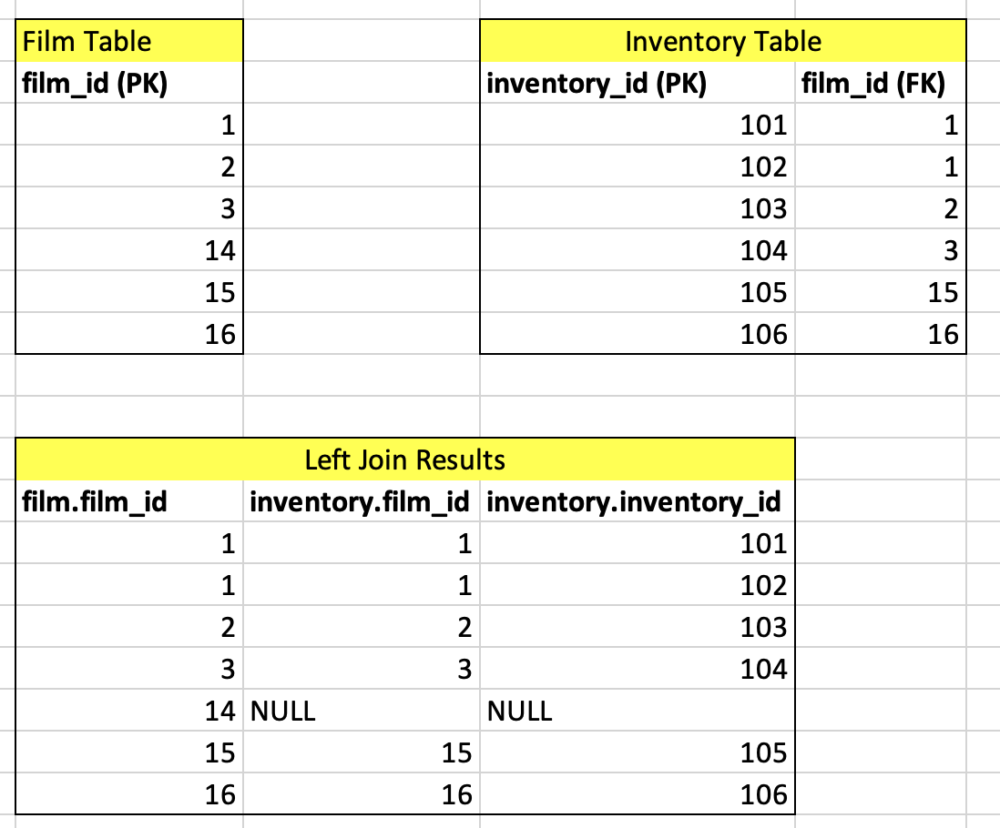 Film Table Inventory Table
film_id (PK) inventory_id (PK) film_id (FK)
1 101 1
2 102 1
3 103 2
14 104 3
15 105 15
16 106 16
Left Join Results
film.film_id inventory.film_id inventory.inventory_id
1 1 101
1 1 102
2 2 103
3 3 104
14 NULL NULL
15 15 105
16 16 106